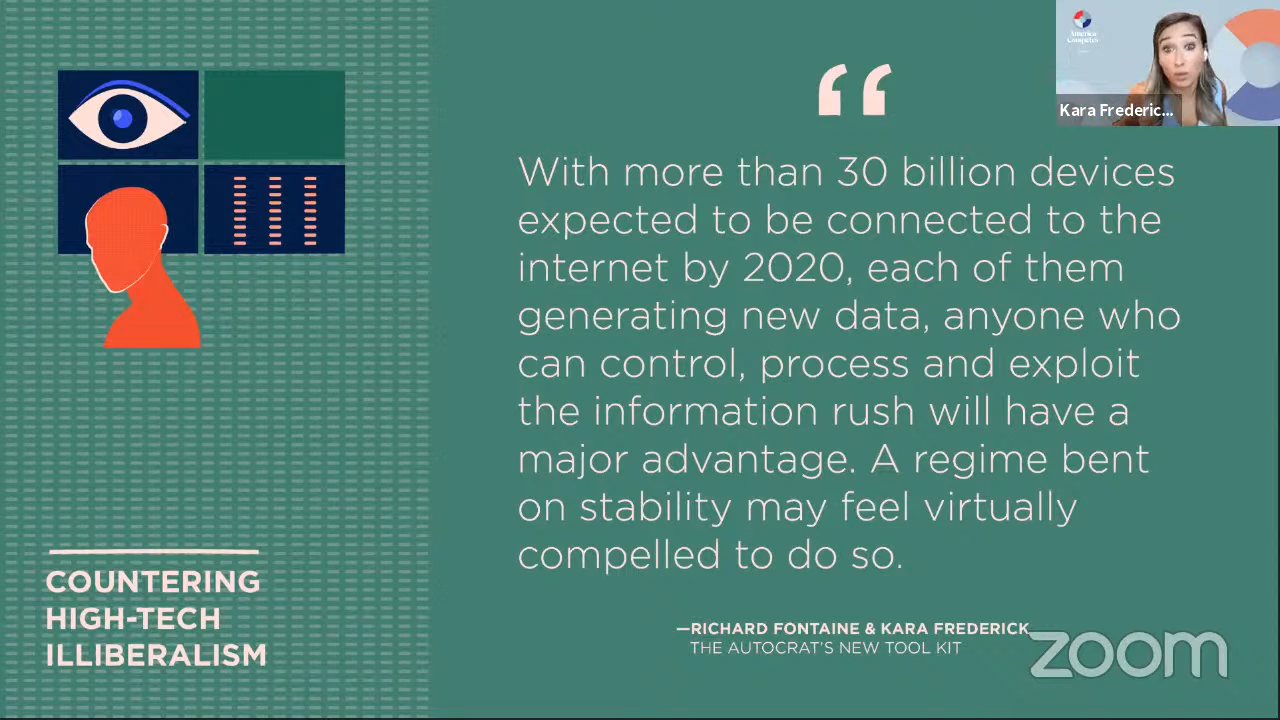 America
Competes
Kara Frederic...
“
With more than 30 billion devices
expected to be connected to the
internet by 2020, each of them
generating new data, anyone who
can control, process and exploit
the information rush will have a
major advantage. A regime bent
on stability may feel virtually
compelled to do so.
—RICHARD FONTAINE & KARA FREDERICK
THE AUTOCRAT’S NEW TOOL KIT
COUNTERING
HIGH-TECH
ILLIBERALISM
zoom